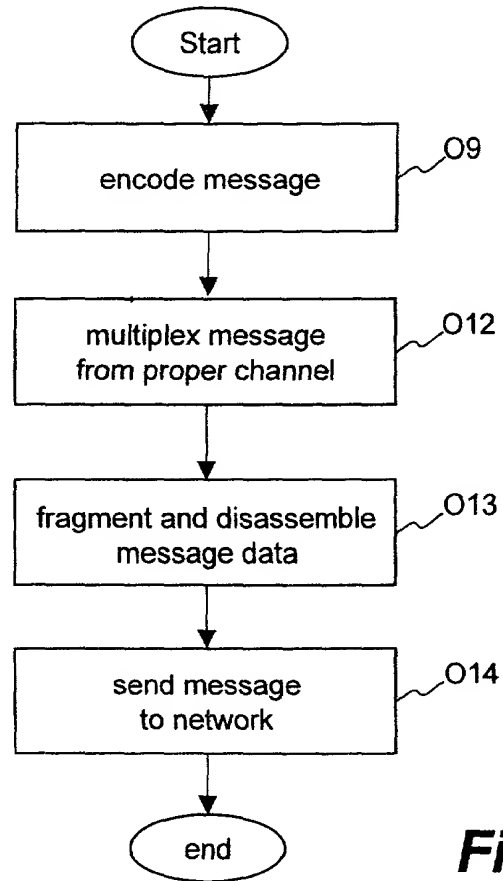 Start
encode message
O9
multiplex message
from proper channel
O12
fragment and disassemble
message data
O13
send message
to network
O14
end